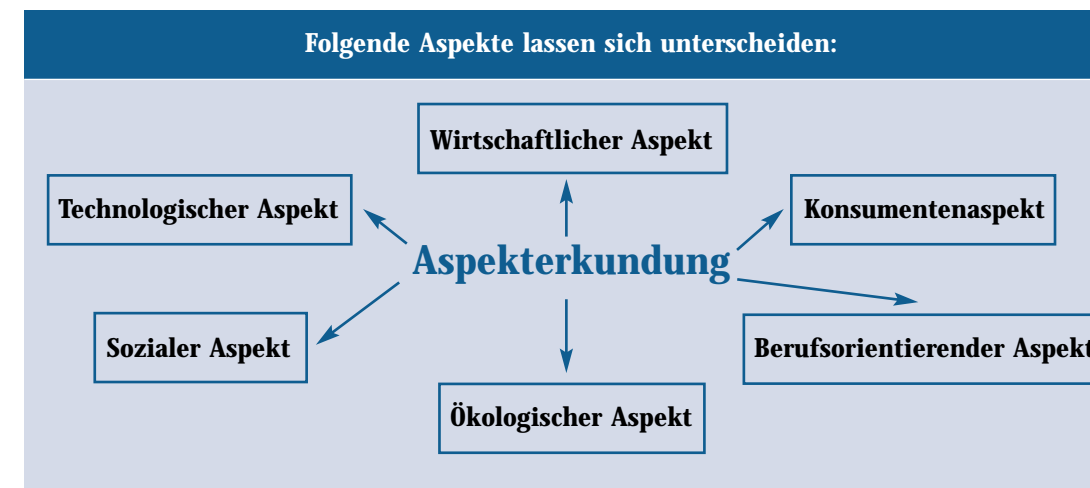 Folgende Aspekte lassen sich unterscheiden:
Wirtschaftlicher Aspekt
Technologischer Aspekt
Konsumentenaspekt
Aspekterkundung
Sozialer Aspekt
Berufsorientierender Aspekt
Ökologischer Aspekt